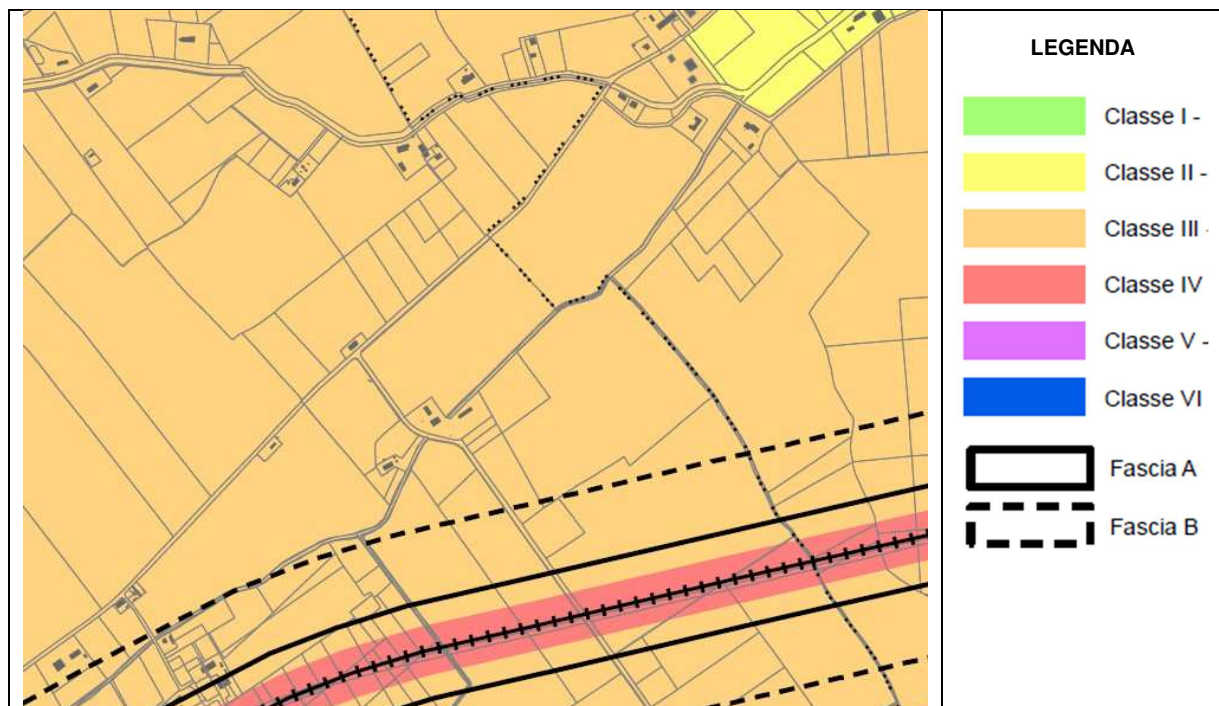 LEGENDA
Classe I -
Classe II -
Classe III -
Classe IV
Classe V -
Classe VI
Fascia A
Fascia B